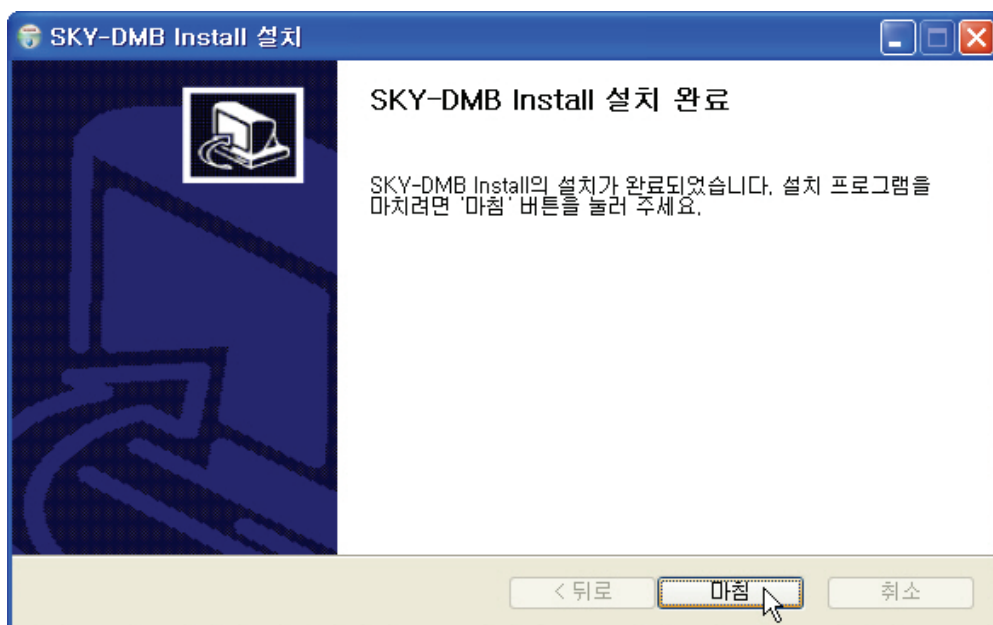 SKY-DMB Install 설치
SKY-DMB Install 설치 완료
SKY-DMB Install의 설치가 완료되었습니다. 설치 프로그램을
마치려면 '마침' 버튼을 눌러 주세요.
< 뒤로 마침 취소